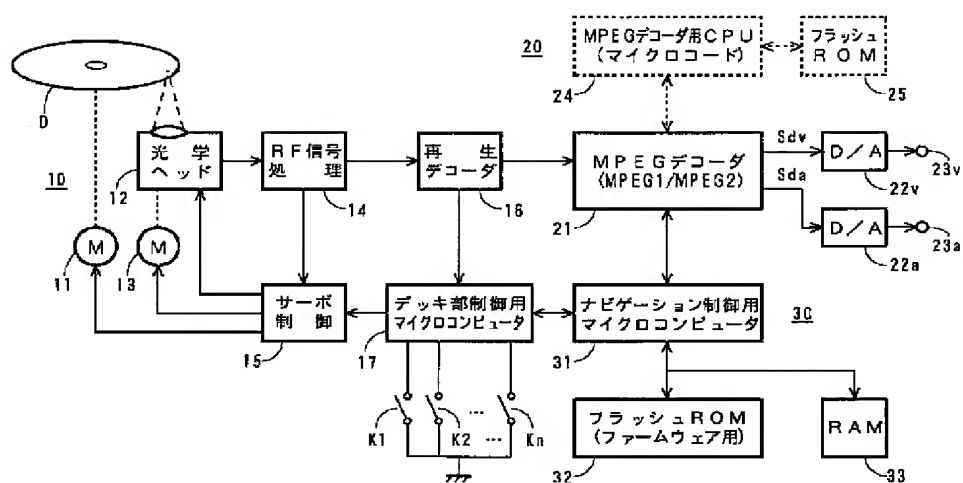 MPEGデコーダ用CPU
(マイクロコード)
20
24
フラッシュ
ROM
25
D
10
光学
ヘッド
12
RF信号
処理
14
再生
デコーダ
16
MPEGデコーダ
(MPEG1/MPEG2)
21
Sdv
Sda
D/A
22v
23v
D/A
22a
23a
M
11
M
13
サーボ
制御
15
デッキ部制御用
マイクロコンピュータ
17
ナビゲーション制御用
マイクロコンピュータ
31
30
K1
K2
...
...
Kn
フラッシュROM
(ファームウェア用)
32
RAM
33